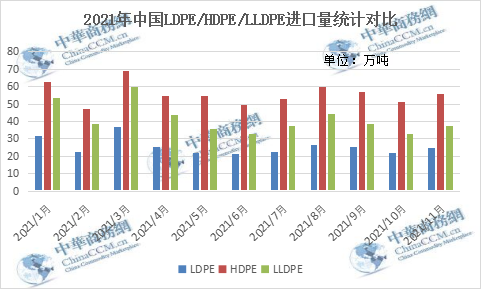 2021年中国LDPE/HDPE/LLDPE进口量统计对比
中華商務網
ChinaCCM.cn
China Commodity Marketplace
单位：万吨
80
70
60
50
40
30
20
10
0
2021/1月
2021/2月
2021/3月
2021/4月
2021/5月
2021/6月
2021/7月
2021/8月
2021/9月
2021/10月
2021/11月
LDPE
HDPE
LLDPE